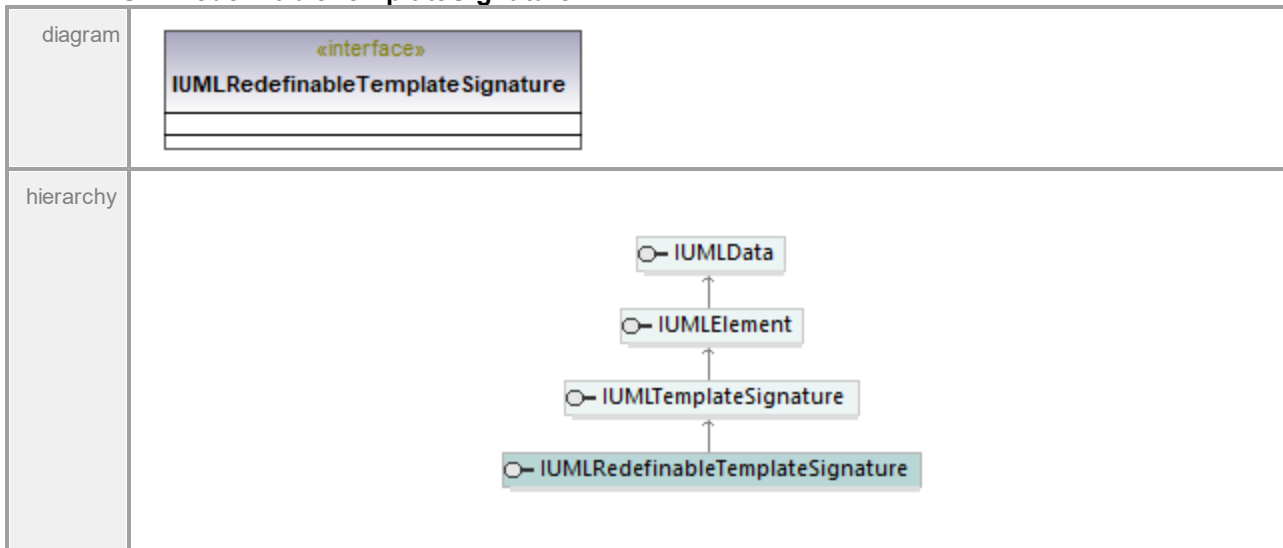 diagram
«interface»
IUMLRedefinableTemplateSignature
hierarchy
IUMLData
IUMLElement
IUMLTemplateSignature
IUMLRedefinableTemplateSignature